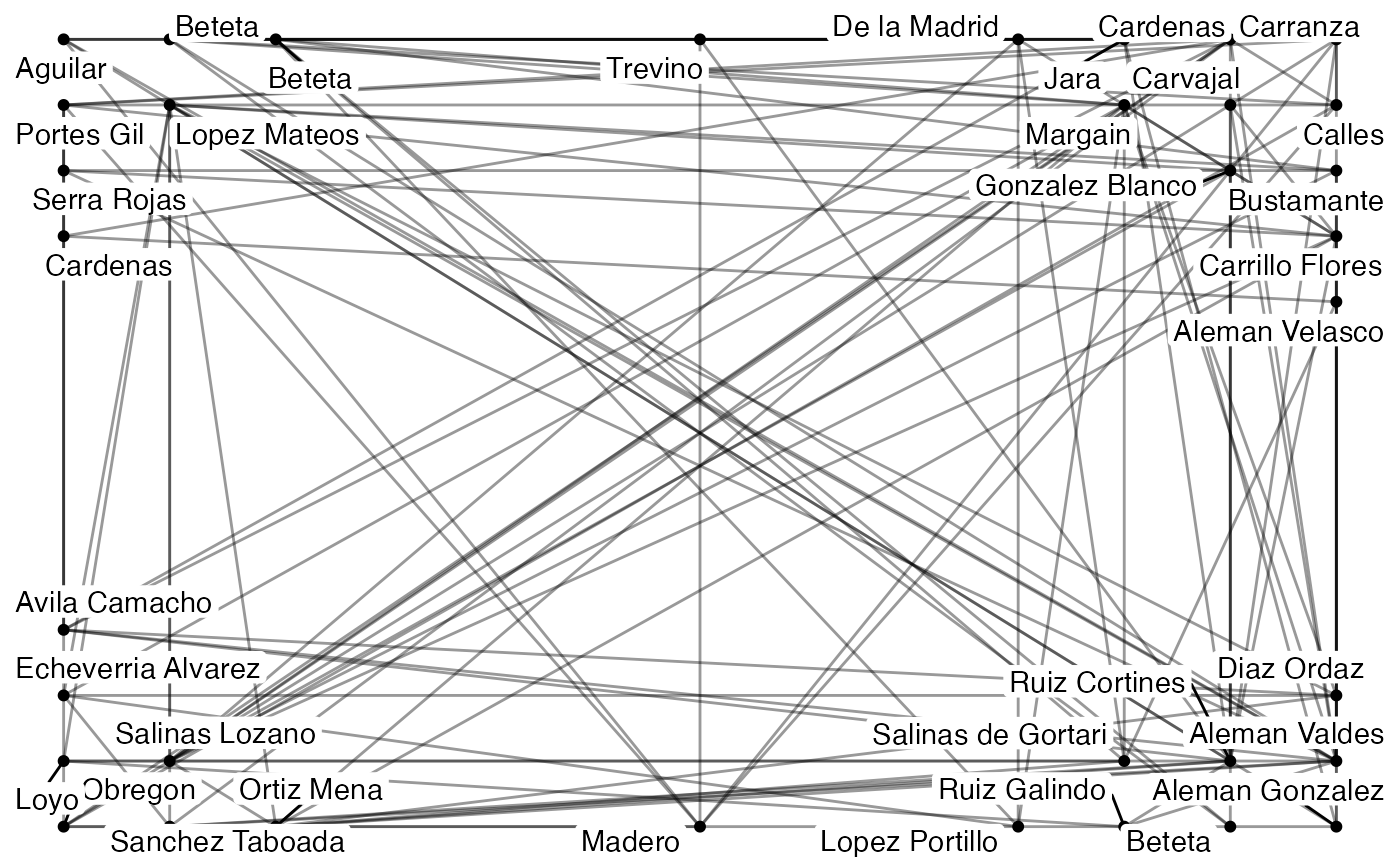 Beteta
De la Madrid
Cardenas
Carranza
Aguilar
Beteta
Trevino
Jara
Carvajal
Portes Gil
Lopez Mateos
Margain
Calles
Serra Rojas
Gonzalez Blanco
Bustamante
Cardenas
Carrillo Flores
Aleman Velasco
Avila Camacho
Echeverria Alvarez
Ruiz Cortines
Diaz Ordaz
Salinas Lozano
Salinas de Gortari
Aleman Valdes
Loyo
Obregon
Ortiz Mena
Ruiz Galindo
Aleman Gonzalez
Sanchez Taboada
Madero
Lopez Portillo
Beteta